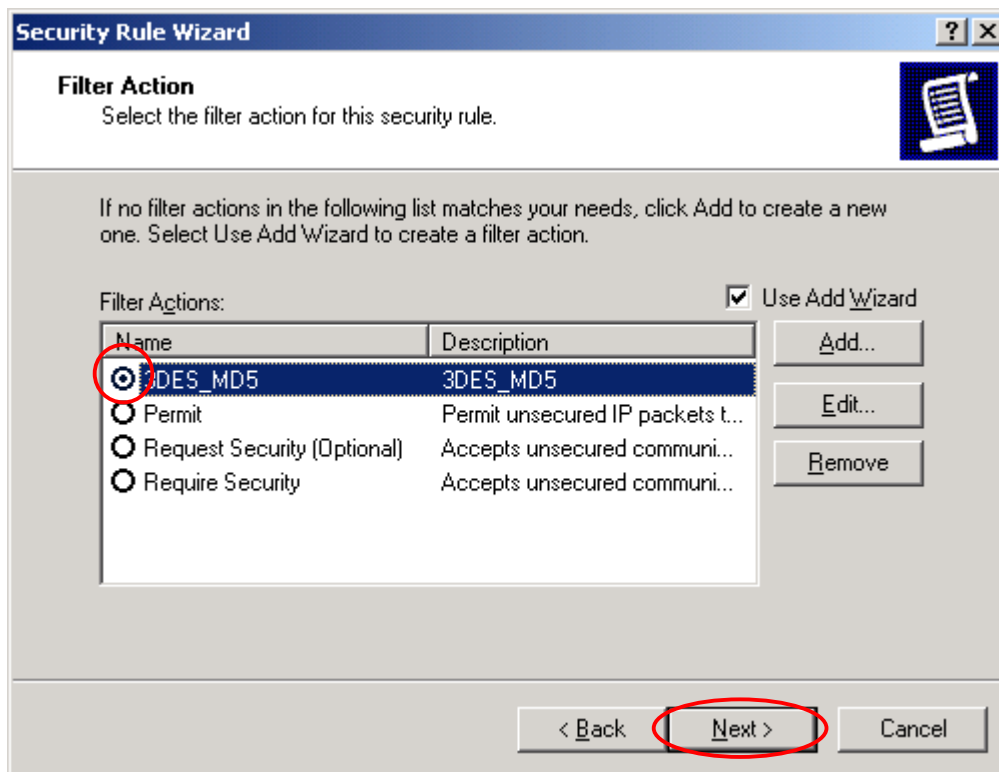 Security Rule Wizard
Filter Action
Select the filter action for this security rule.
If no filter actions in the following list matches your needs, click Add to create a new
one. Select Use Add Wizard to create a filter action.
Filter Actions:
Use Add Wizard
Name Description
3DES_MD5 3DES_MD5
Permit Permit unsecured IP packets t...
Request Security (Optional) Accepts unsecured communi...
Require Security Accepts unsecured communi...
Add...
Edit...
Remove
< Back Next > Cancel